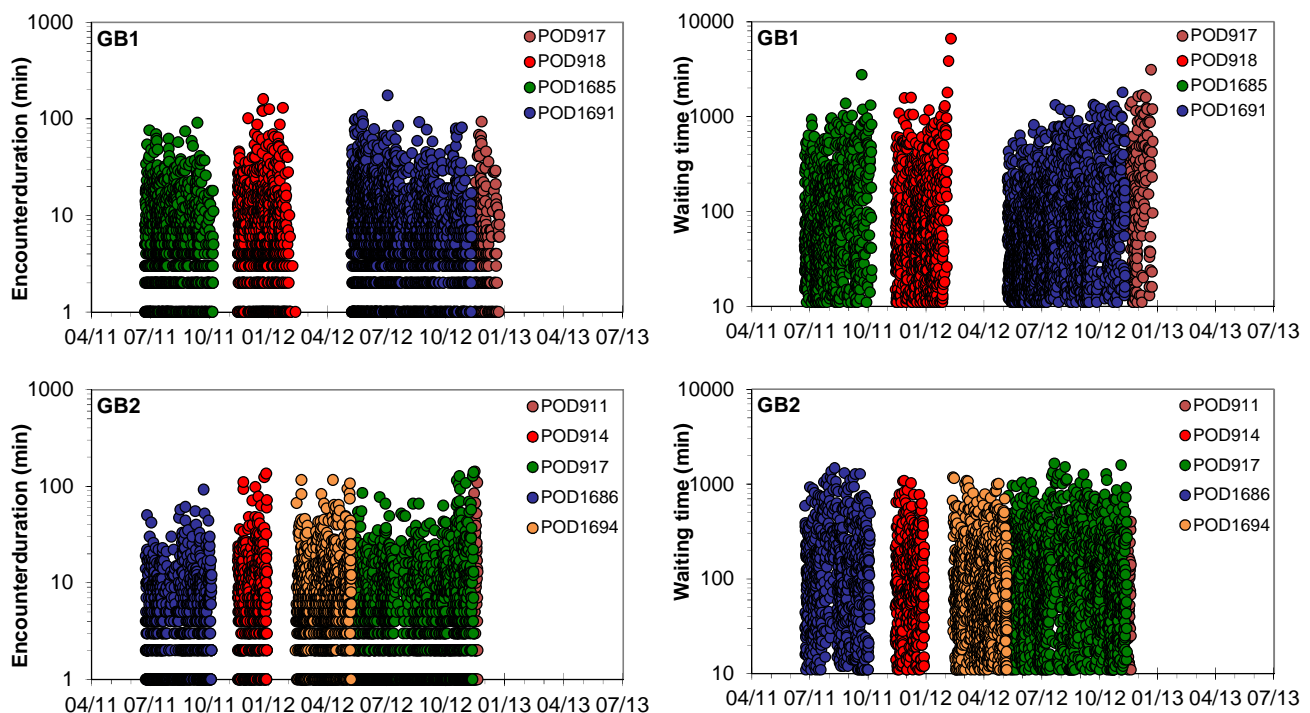 GB1
Encounterduration (min)
1000
100
10
1
04/11 07/11 10/11 01/12 04/12 07/12 10/12 01/13 04/13 07/13
POD917
POD918
POD1685
POD1691
GB1
Waiting time (min)
10000
1000
100
10
04/11 07/11 10/11 01/12 04/12 07/12 10/12 01/13 04/13 07/13
POD917
POD918
POD1685
POD1691
GB2
Encounterduration (min)
1000
100
10
1
04/11 07/11 10/11 01/12 04/12 07/12 10/12 01/13 04/13 07/13
POD911
POD914
POD917
POD1686
POD1694
GB2
Waiting time (min)
10000
1000
100
10
04/11 07/11 10/11 01/12 04/12 07/12 10/12 01/13 04/13 07/13
POD911
POD914
POD917
POD1686
POD1694